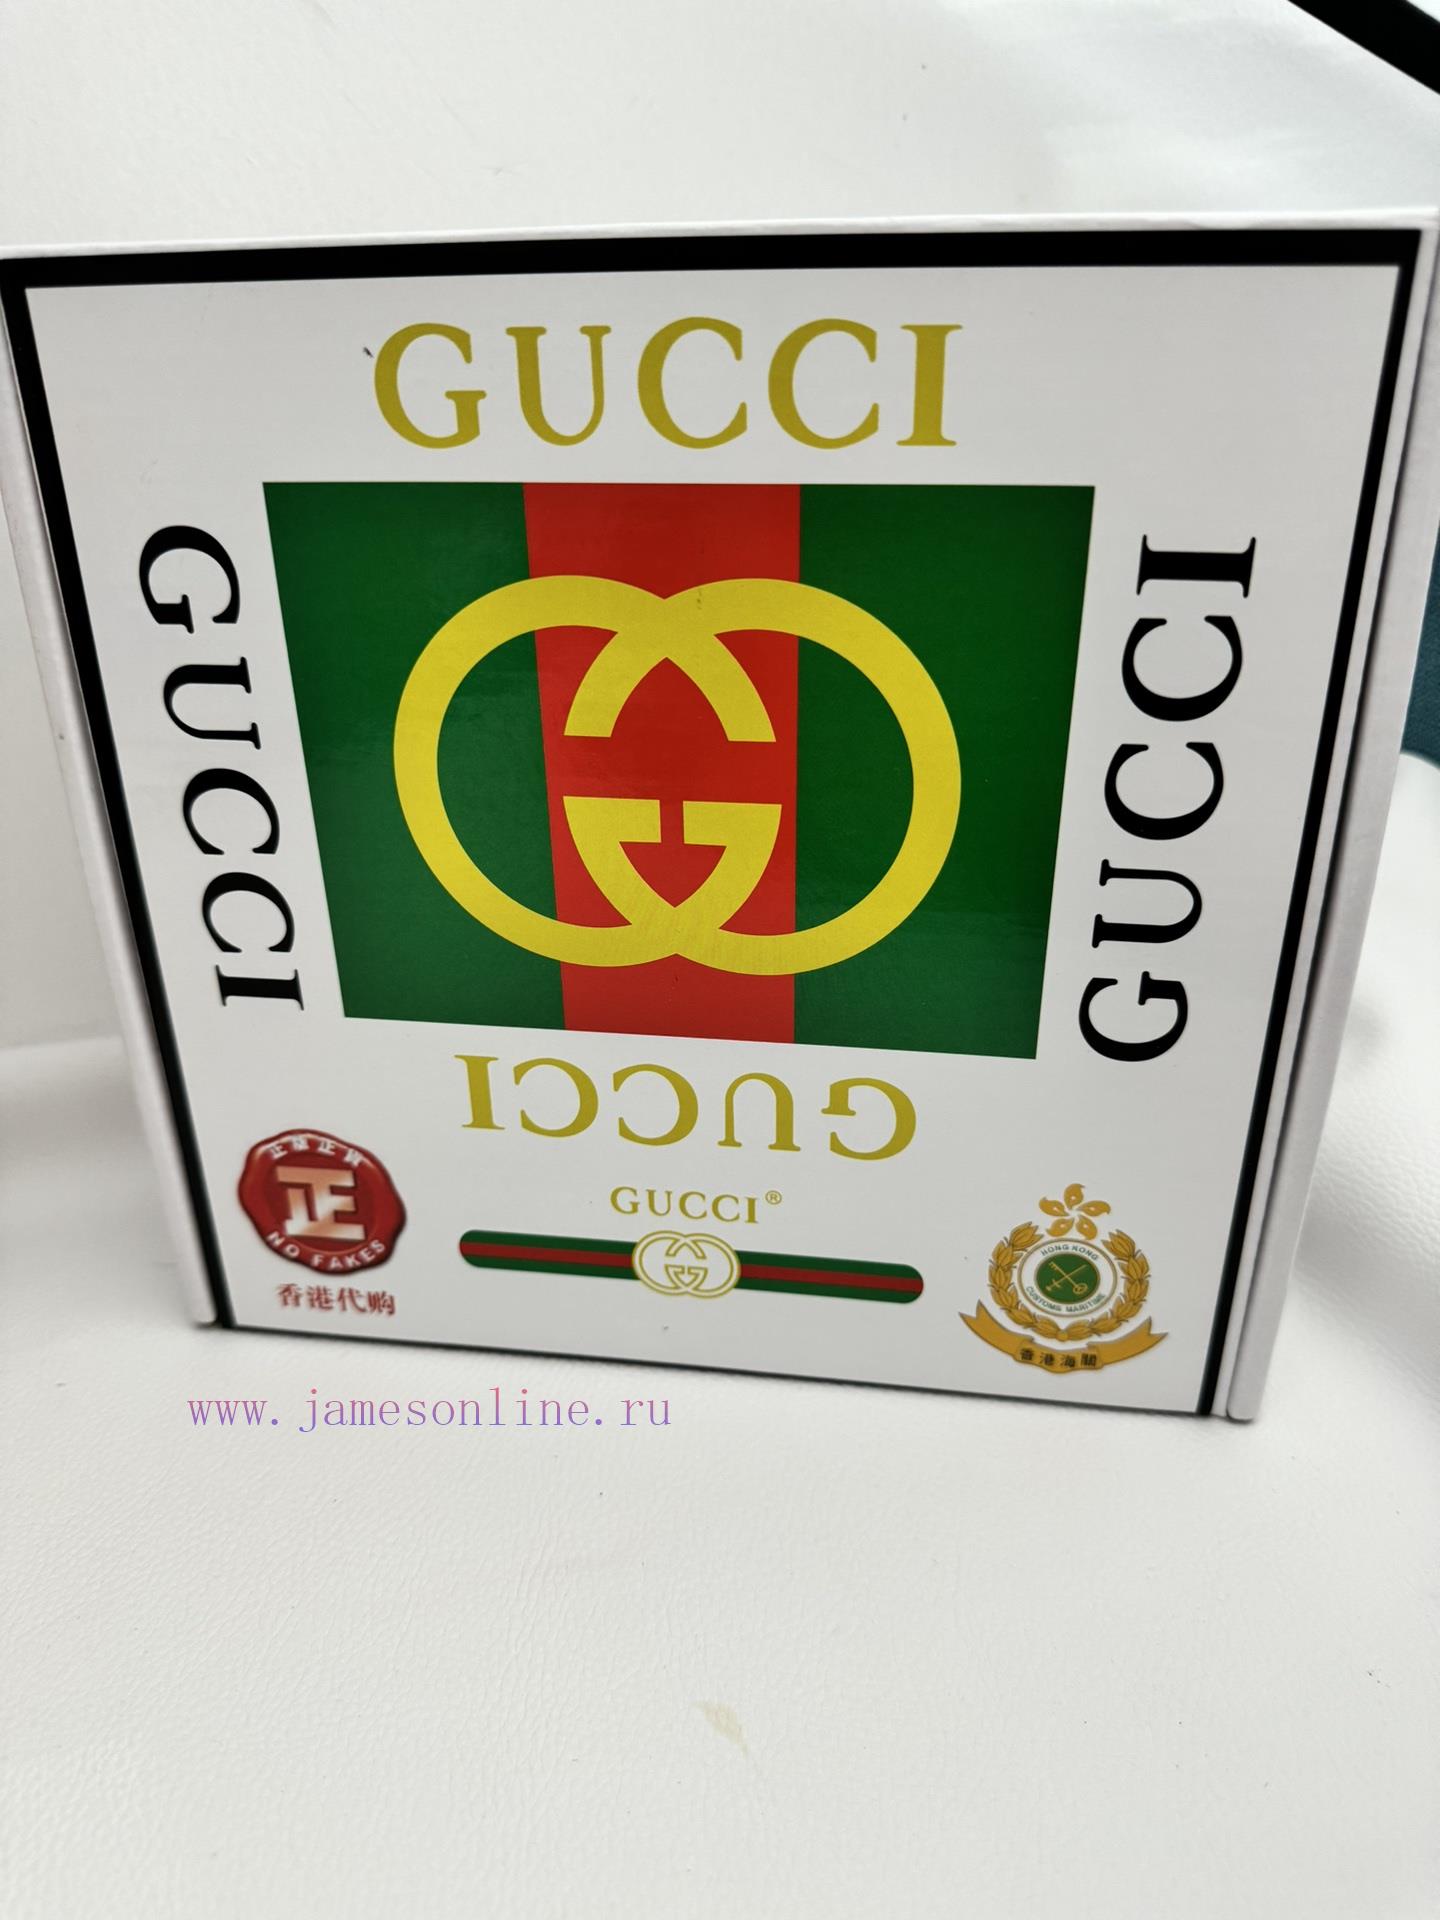 GUCCI
GUCCI
GUCCI
GUCCI
GUCCI®
正
NO FAKES
香港代购
HONG KONG
CUSTOMS MARITIME
香港海關
www.jamesonline.ru